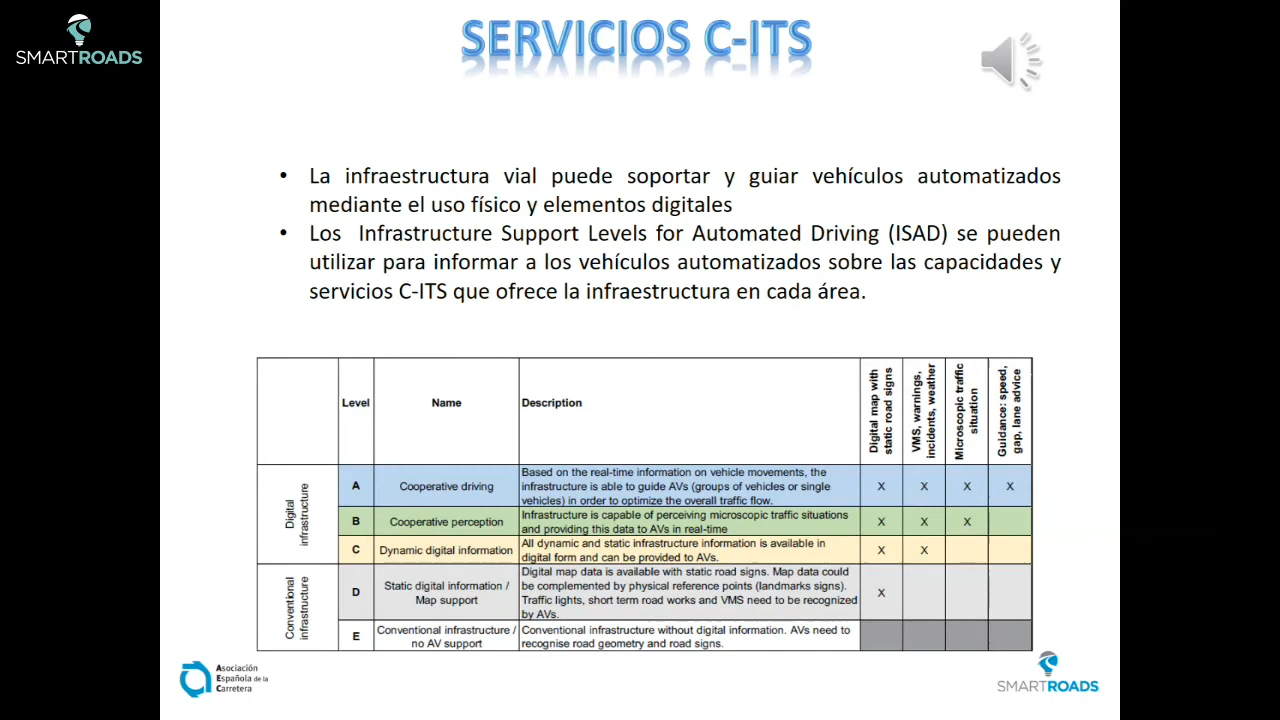 SMARTROADS
SERVICIOS C-ITS
• La infraestructura vial puede soportar y guiar vehículos automatizados
mediante el uso físico y elementos digitales
• Los Infrastructure Support Levels for Automated Driving (ISAD) se pueden
utilizar para informar a los vehículos automatizados sobre las capacidades y
servicios C-ITS que ofrece la infraestructura en cada área.
Level
Name
Description
Digital map with
static road signs
VMS, warnings,
incidents, weather
Microscopic traffic
situation
Guidance: speed,
gap, lane advice
Digital
infrastructure
A
Cooperative driving
Based on the real-time information on vehicle movements, the
infrastructure is able to guide AVs (groups of vehicles or single
vehicles) in order to optimize the overall traffic flow.
X X X X
B
Cooperative perception
Infrastructure is capable of perceiving microscopic traffic situations
and providing this data to AVs in real-time
X X X
C
Dynamic digital information
All dynamic and static infrastructure information is available in
digital form and can be provided to AVs.
X X
Conventional
infrastructure
D
Static digital information /
Map support
Digital map data is available with static road signs. Map data could
be complemented by physical reference points (landmarks signs).
Traffic lights, short term road works and VMS need to be recognized
by AVs.
X
E
Conventional infrastructure /
no AV support
Conventional infrastructure without digital information. AVs need to
recognise road geometry and road signs.
Asociación
Española de la
Carretera
SMARTROADS